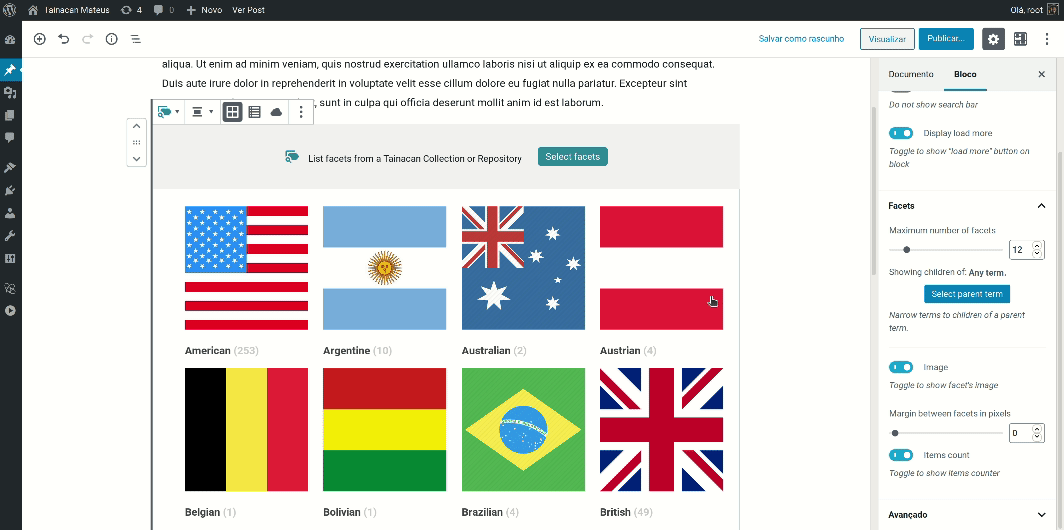 Tainacan Mateus
4
0
Novo
Ver Post
Olá, root
Salvar como rascunho
Visualizar
Publicar...
aliqua. Ut enim ad minim veniam, quis nostrud exercitation ullamco laboris nisi ut aliquip ex ea commodo consequat.
Duis aute irure dolor in reprehenderit in voluptate velit esse cillum dolore eu fugiat nulla pariatur. Excepteur sint
, sunt in culpa qui officia deserunt mollit anim id est laborum.
List facets from a Tainacan Collection or Repository
Select facets
American (253)
Argentine (10)
Australian (2)
Austrian (4)
Belgian (1)
Bolivian (1)
Brazilian (4)
British (49)
Documento
Bloco
Do not show search bar
Display load more
Toggle to show "load more" button on
block
Facets
Maximum number of facets
12
Showing children of: Any term.
Select parent term
Narrow terms to children of a parent
term.
Image
Toggle to show facet's image
Margin between facets in pixels
0
Items count
Toggle to show items counter
Avançado